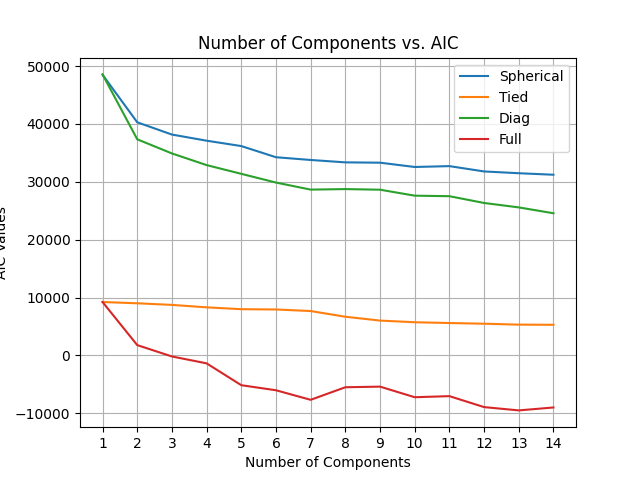 Number of Components vs. AIC
AIC Values
50000
40000
30000
20000
10000
0
−10000
Spherical
Tied
Diag
Full
1 2 3 4 5 6 7 8 9 10 11 12 13 14
Number of Components